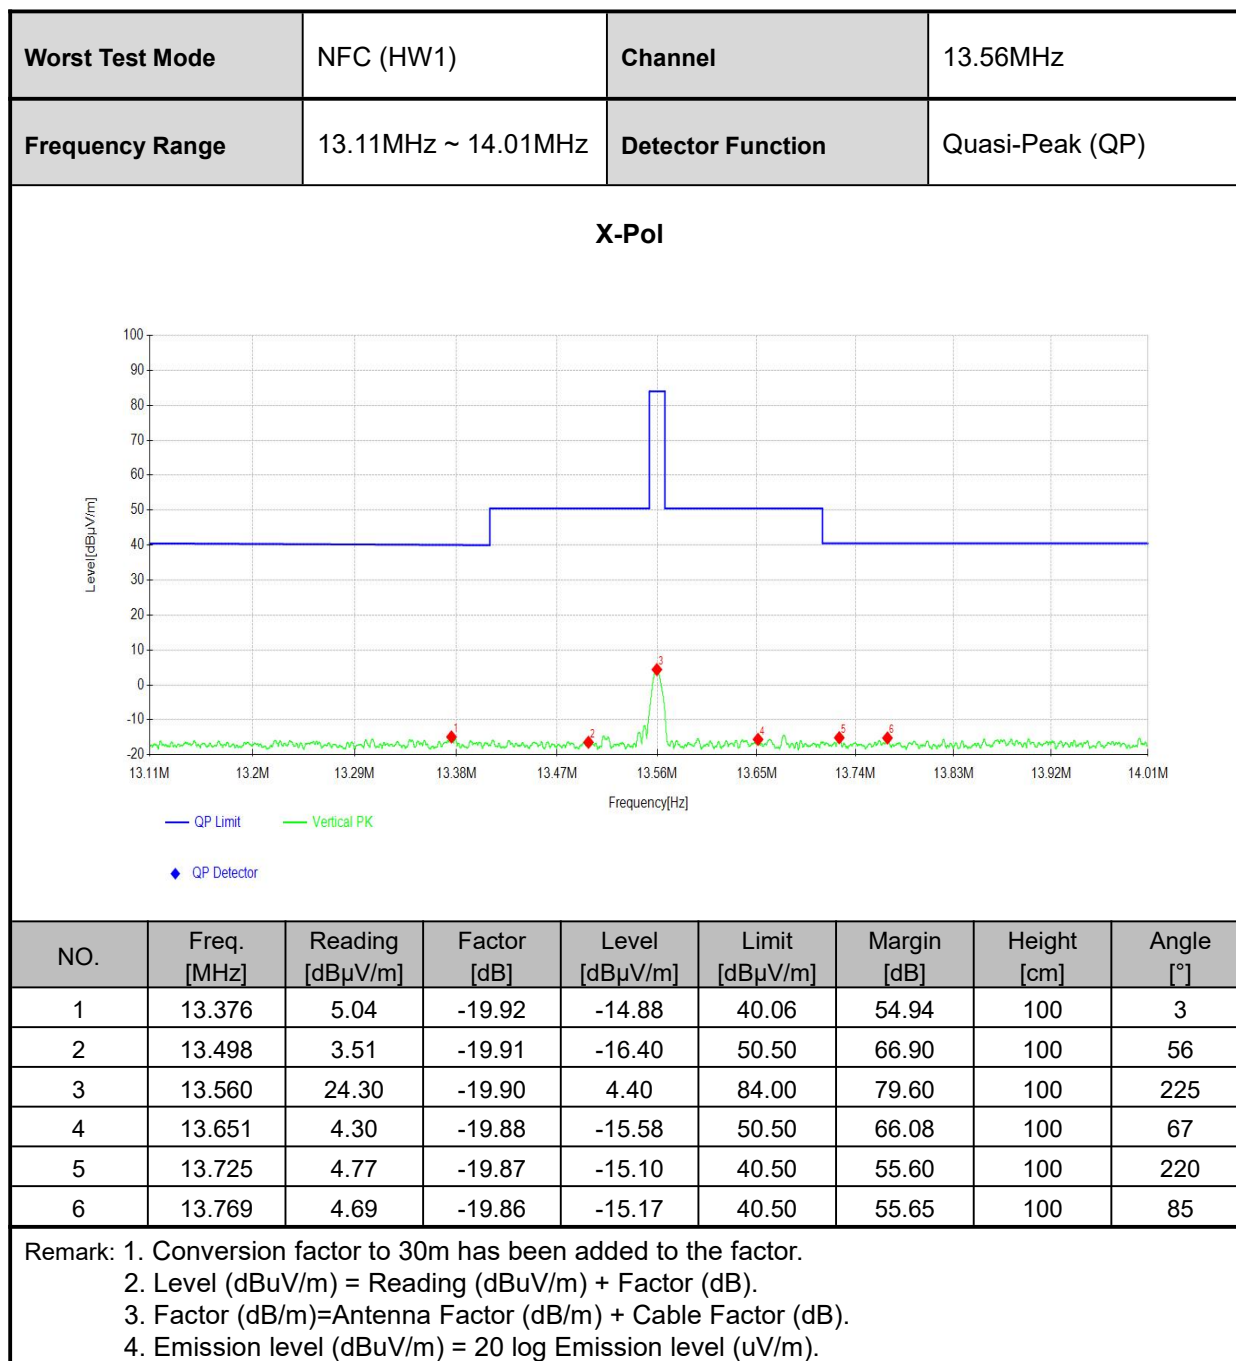 Worst Test Mode NFC (HW1) Channel 13.56MHz
Frequency Range 13.11MHz ~ 14.01MHz Detector Function Quasi-Peak (QP)
X-Pol
100
90
80
70
60
50
40
30
20
10
0
-10
-20
Level[dBµV/m]
1
2
3
4
5
6
13.11M 13.2M 13.29M 13.38M 13.47M 13.56M 13.65M 13.74M 13.83M 13.92M 14.01M
Frequency[Hz]
QP Limit Vertical PK
QP Detector
NO. Freq. [MHz] Reading [dBµV/m] Factor [dB] Level [dBµV/m] Limit [dBµV/m] Margin [dB] Height [cm] Angle [°]
1 13.376 5.04 -19.92 -14.88 40.06 54.94 100 3
2 13.498 3.51 -19.91 -16.40 50.50 66.90 100 56
3 13.560 24.30 -19.90 4.40 84.00 79.60 100 225
4 13.651 4.30 -19.88 -15.58 50.50 66.08 100 67
5 13.725 4.77 -19.87 -15.10 40.50 55.60 100 220
6 13.769 4.69 -19.86 -15.17 40.50 55.65 100 85
Remark: 1. Conversion factor to 30m has been added to the factor.
2. Level (dBuV/m) = Reading (dBuV/m) + Factor (dB).
3. Factor (dB/m)=Antenna Factor (dB/m) + Cable Factor (dB).
4. Emission level (dBuV/m) = 20 log Emission level (uV/m).